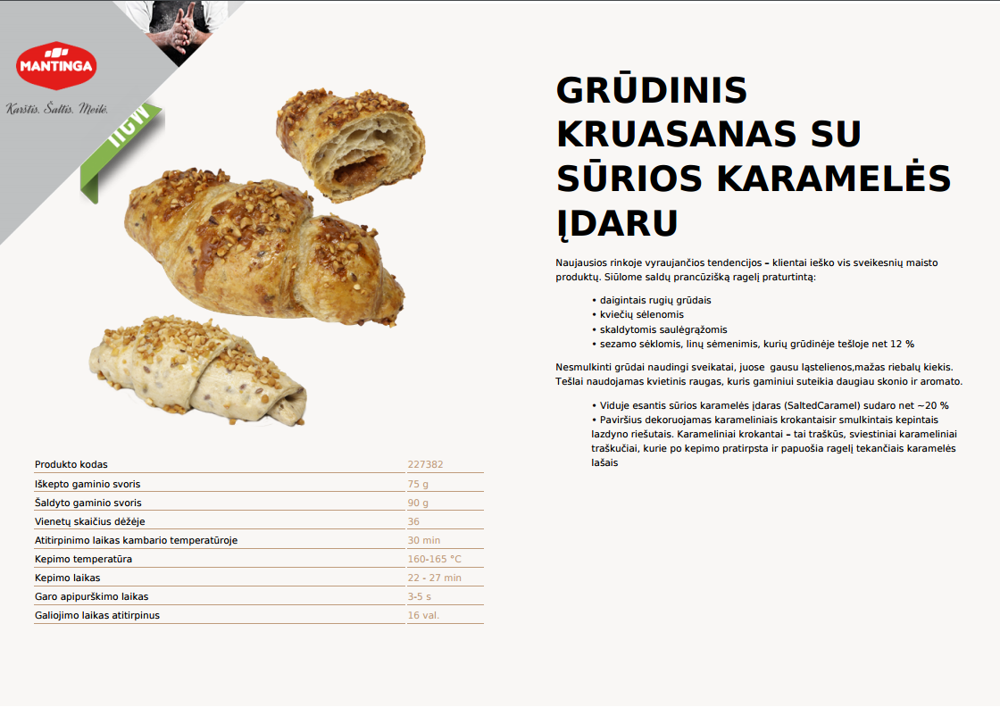 MANTINGA
Karštis. Šaltis. Meilė.
new
GRŪDINIS
KRUASANAS SU
SŪRIOS KARAMELĖS
ĮDARU
Naujausios rinkoje vyraujančios tendencijos – klientai ieško vis sveikesnių maisto
produktų. Siūlome saldų prancūzišką ragelį praturtintą:
• daigintais rugių grūdais
• kviečių sėlenomis
• skaldytomis saulėgrąžomis
• sezamo sėklomis, linų sėmenimis, kurių grūdinėje tešloje net 12 %
Nesmulkinti grūdai naudingi sveikatai, juose gausu ląstelienos,mažas riebalų kiekis.
Tešlai naudojamas kvietinis raugas, kuris gaminiui suteikia daugiau skonio ir aromato.
• Viduje esantis sūrios karamelės įdaras (SaltedCaramel) sudaro net ~20 %
• Paviršius dekoruojamas karameliniais krokantaisir smulkintais kepintais
lazdyno riešutais. Karameliniai krokantai – tai traškūs, sviestiniai karameliniai
traškučiai, kurie po kepimo pratirpsta ir papuošia ragelį tekančiais karamelės
lašais
Produkto kodas 227382
Iškepto gaminio svoris 75 g
Šaldyto gaminio svoris 90 g
Vienetų skaičius dėžėje 36
Atitirpinimo laikas kambario temperatūroje 30 min
Kepimo temperatūra 160-165 °C
Kepimo laikas 22 - 27 min
Garo apipurškimo laikas 3-5 s
Galiojimo laikas atitirpinus 16 val.